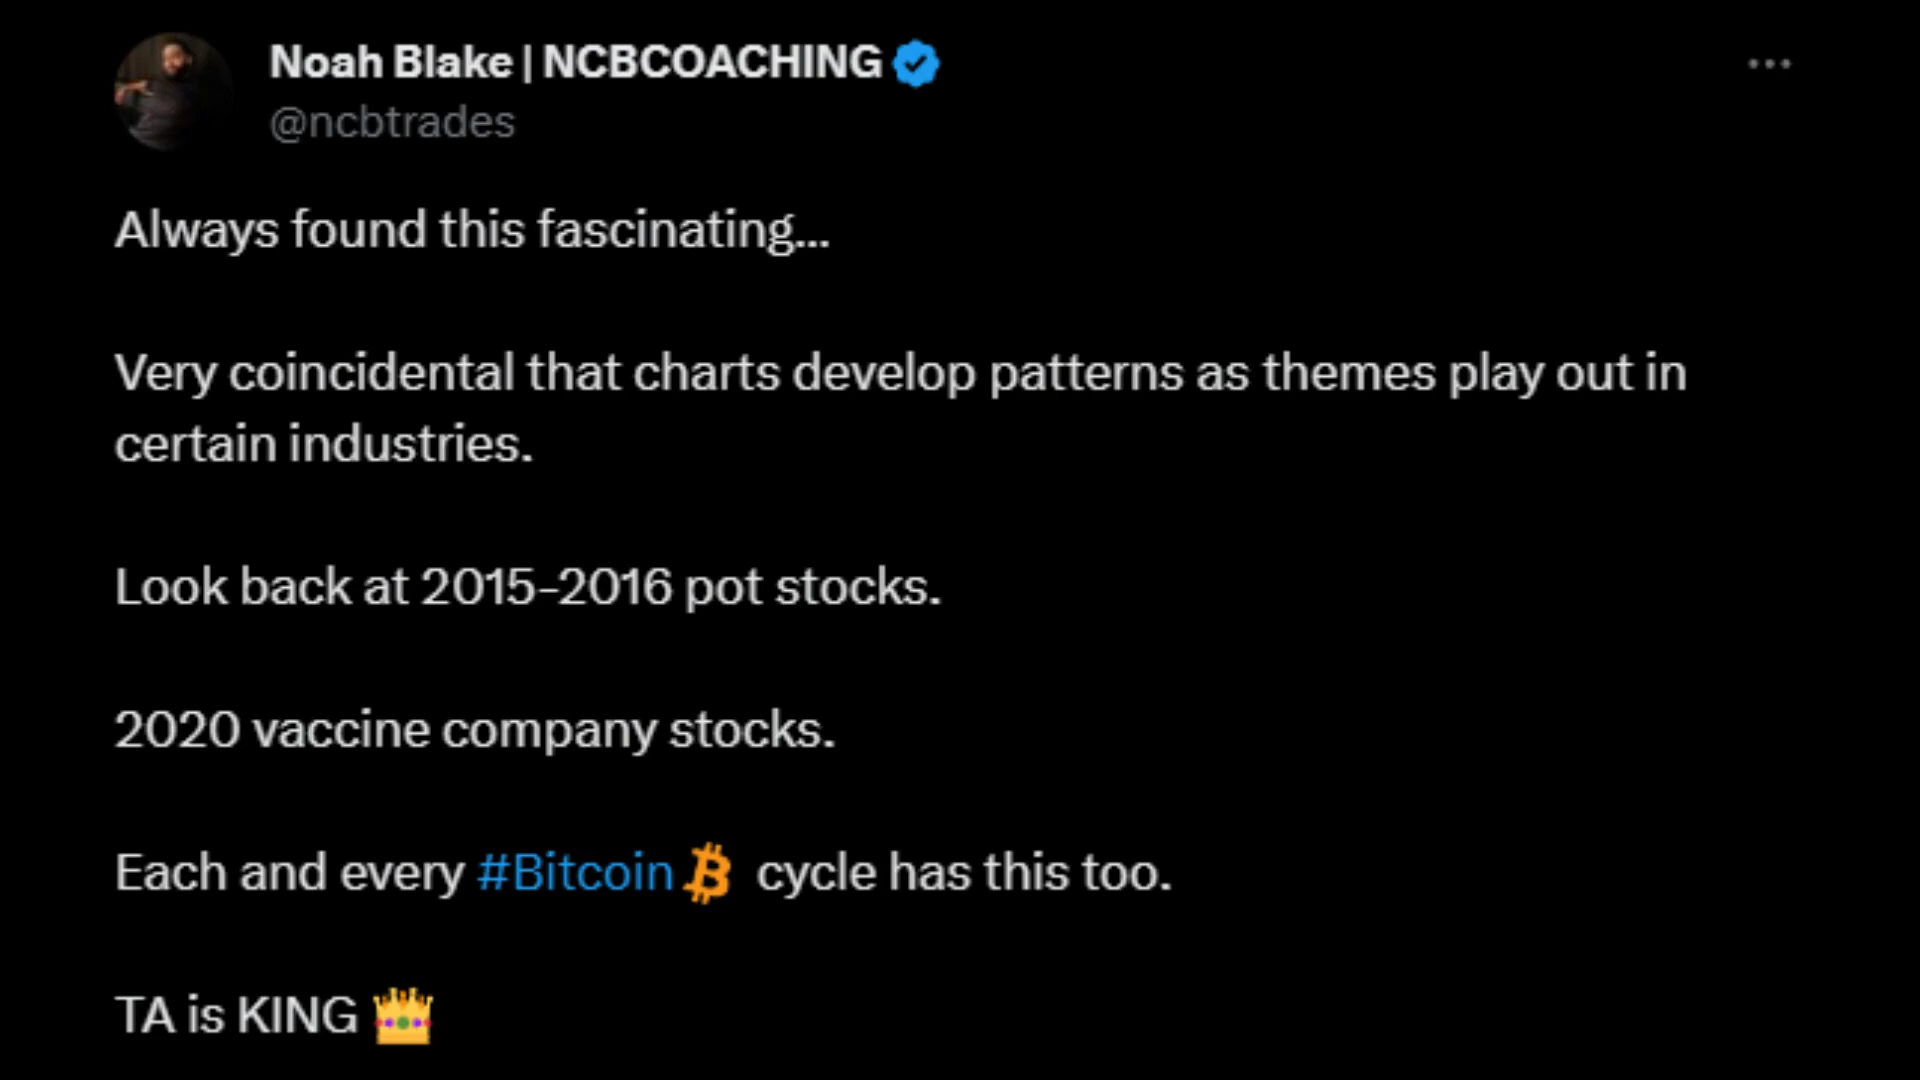 Noah Blake | NCBCOACHING
@ncbtrades
Always found this fascinating...
Very coincidental that charts develop patterns as themes play out in
certain industries.
Look back at 2015-2016 pot stocks.
2020 vaccine company stocks.
Each and every #Bitcoin cycle has this too.
TA is KING 👑